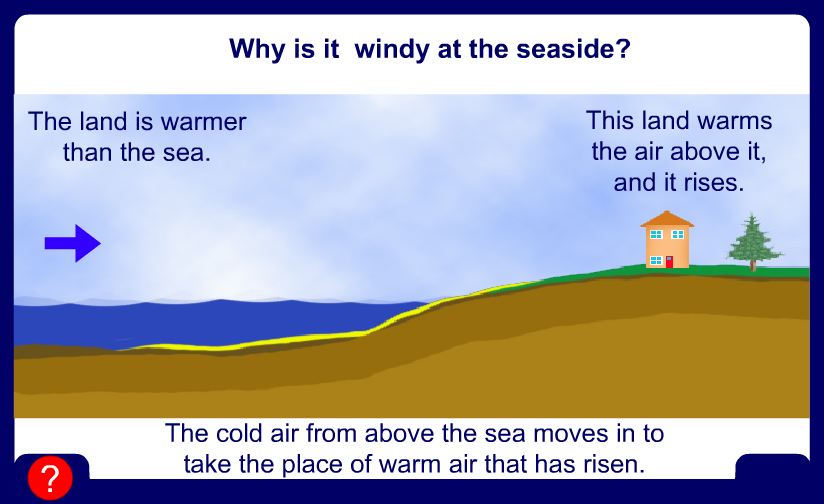 Why is it  windy at the seaside?
The land is warmer
than the sea.
This land warms
the air above it,
and it rises.
The cold air from above the sea moves in to
take the place of warm air that has risen.
?